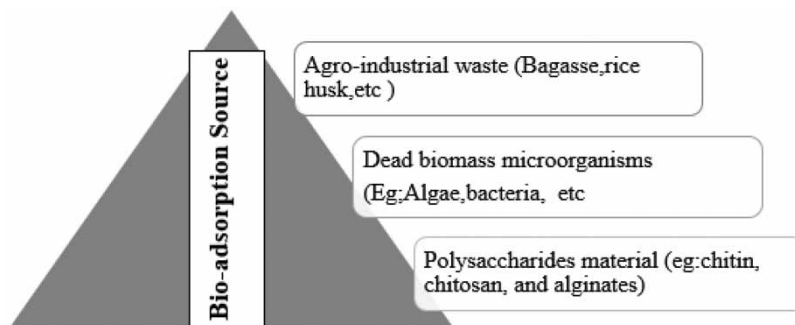 Bio-adsorption Source
Agro-industrial waste (Bagasse,rice
husk,etc )
Dead biomass microorganisms
(Eg;Algae,bacteria, etc
Polysaccharides material (eg:chitin,
chitosan, and alginates)